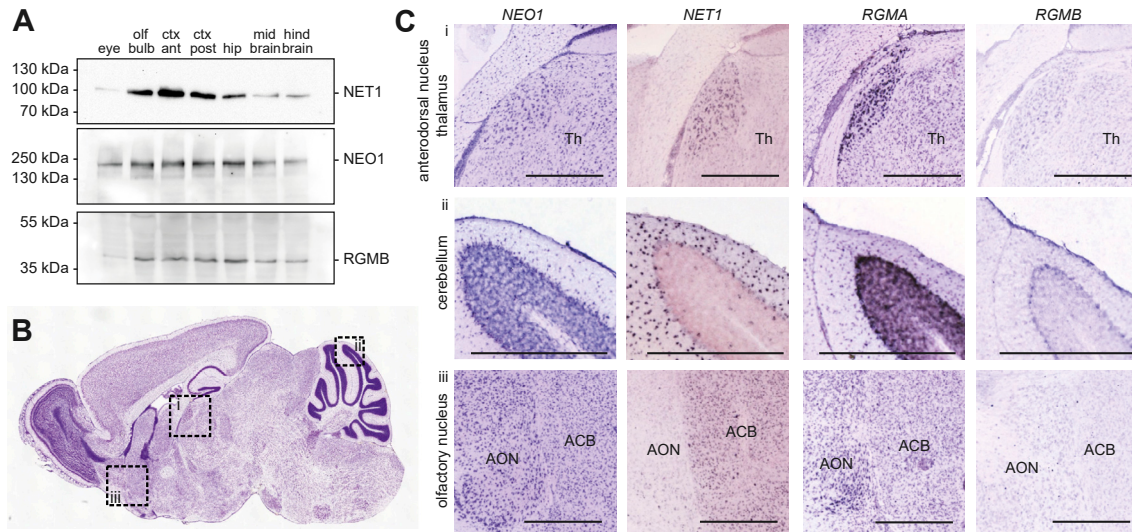 A
eye
olf bulb
ctx ant
ctx post
hip
mid brain
hind brain
130 kDa
100 kDa
70 kDa
NET1
250 kDa
130 kDa
NEO1
55 kDa
35 kDa
RGMB
B
i
ii
iii
C
NEO1 NET1 RGMA RGMB
i
anterodorsal nucleus
thalamus
Th Th Th Th
ii
cerebellum
iii
olfactory nucleus
AON ACB AON ACB AON ACB AON ACB